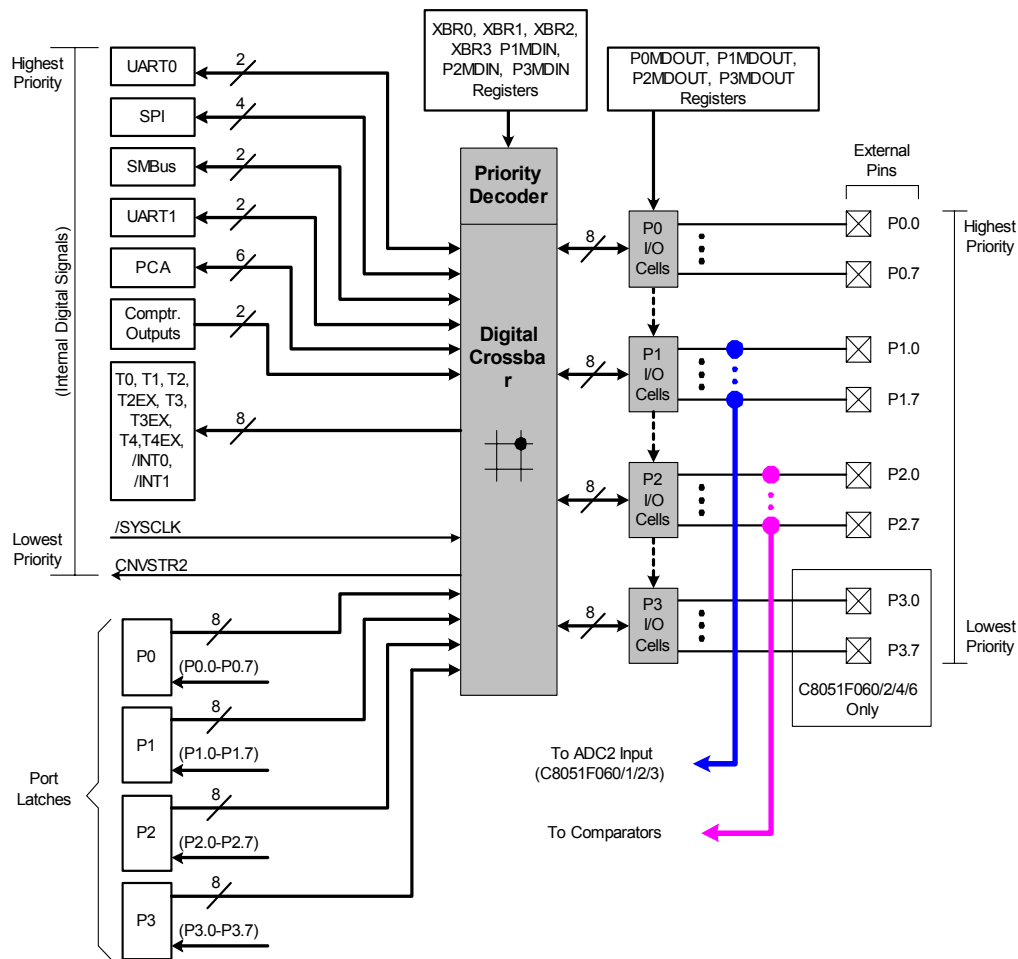 XBR0, XBR1, XBR2,
XBR3 P1MDIN,
P2MDIN, P3MDIN
Registers
P0MDOUT, P1MDOUT,
P2MDOUT, P3MDOUT
Registers
Highest
Priority
(Internal Digital Signals)
Lowest
Priority
UART0
2
SPI
4
SMBus
2
UART1
2
PCA
6
Comptr.
Outputs
2
T0, T1, T2,
T2EX, T3,
T3EX,
T4,T4EX,
/INT0,
/INT1
8
/SYSCLK
CNVSTR2
Port
Latches
P0
8
(P0.0-P0.7)
P1
8
(P1.0-P1.7)
P2
8
(P2.0-P2.7)
P3
8
(P3.0-P3.7)
Priority
Decoder
Digital
Crossba
r
8
P0
I/O
Cells
8
P1
I/O
Cells
8
P2
I/O
Cells
8
P3
I/O
Cells
External
Pins
P0.0
P0.7
P1.0
P1.7
P2.0
P2.7
P3.0
P3.7
C8051F060/2/4/6
Only
Highest
Priority
Lowest
Priority
To ADC2 Input
(C8051F060/1/2/3)
To Comparators